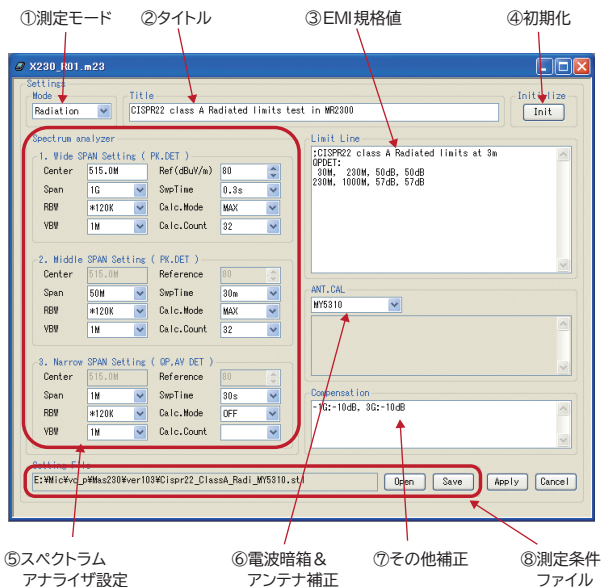 ①測定モード ②タイトル ③EMI規格値 ④初期化
X230_R01.m23
Settings
Mode Title Initialize
Radiation CISPR22 class A Radiated limits test in MR2300 Init
Spectrum analyzer
1. Wide SPAN Setting ( PK.DET )
Center 515.0M Ref(dBuV/m) 80
Span 1G SwpTime 0.3s
RBW *120K Calc.Mode MAX
VBW 1M Calc.Count 32
2. Middle SPAN Setting ( PK.DET )
Center 515.0M Reference 80
Span 50M SwpTime 30m
RBW *120K Calc.Mode MAX
VBW 1M Calc.Count 32
3. Narrow SPAN Setting ( QP,AV DET )
Center 515.0M Reference 80
Span 1M SwpTime 30s
RBW *120K Calc.Mode OFF
VBW 1M Calc.Count
Limit Line
;CISPR22 class A Radiated limits at 3m
QPDET:
30M, 230M, 50dB, 50dB
230M, 1000M, 57dB, 57dB
ANT.CAL
MY5310
Compensation
-1G:-10dB, 3G:-10dB
Setting File
E:¥Mic¥vc_p¥Mas230¥ver103¥Cispr22_ClassA_Radi_MY5310.stl Open Save Apply Cancel
⑤スペクトラム
アナライザ設定
⑥電波暗箱＆
アンテナ補正
⑦その他補正
⑧測定条件
ファイル